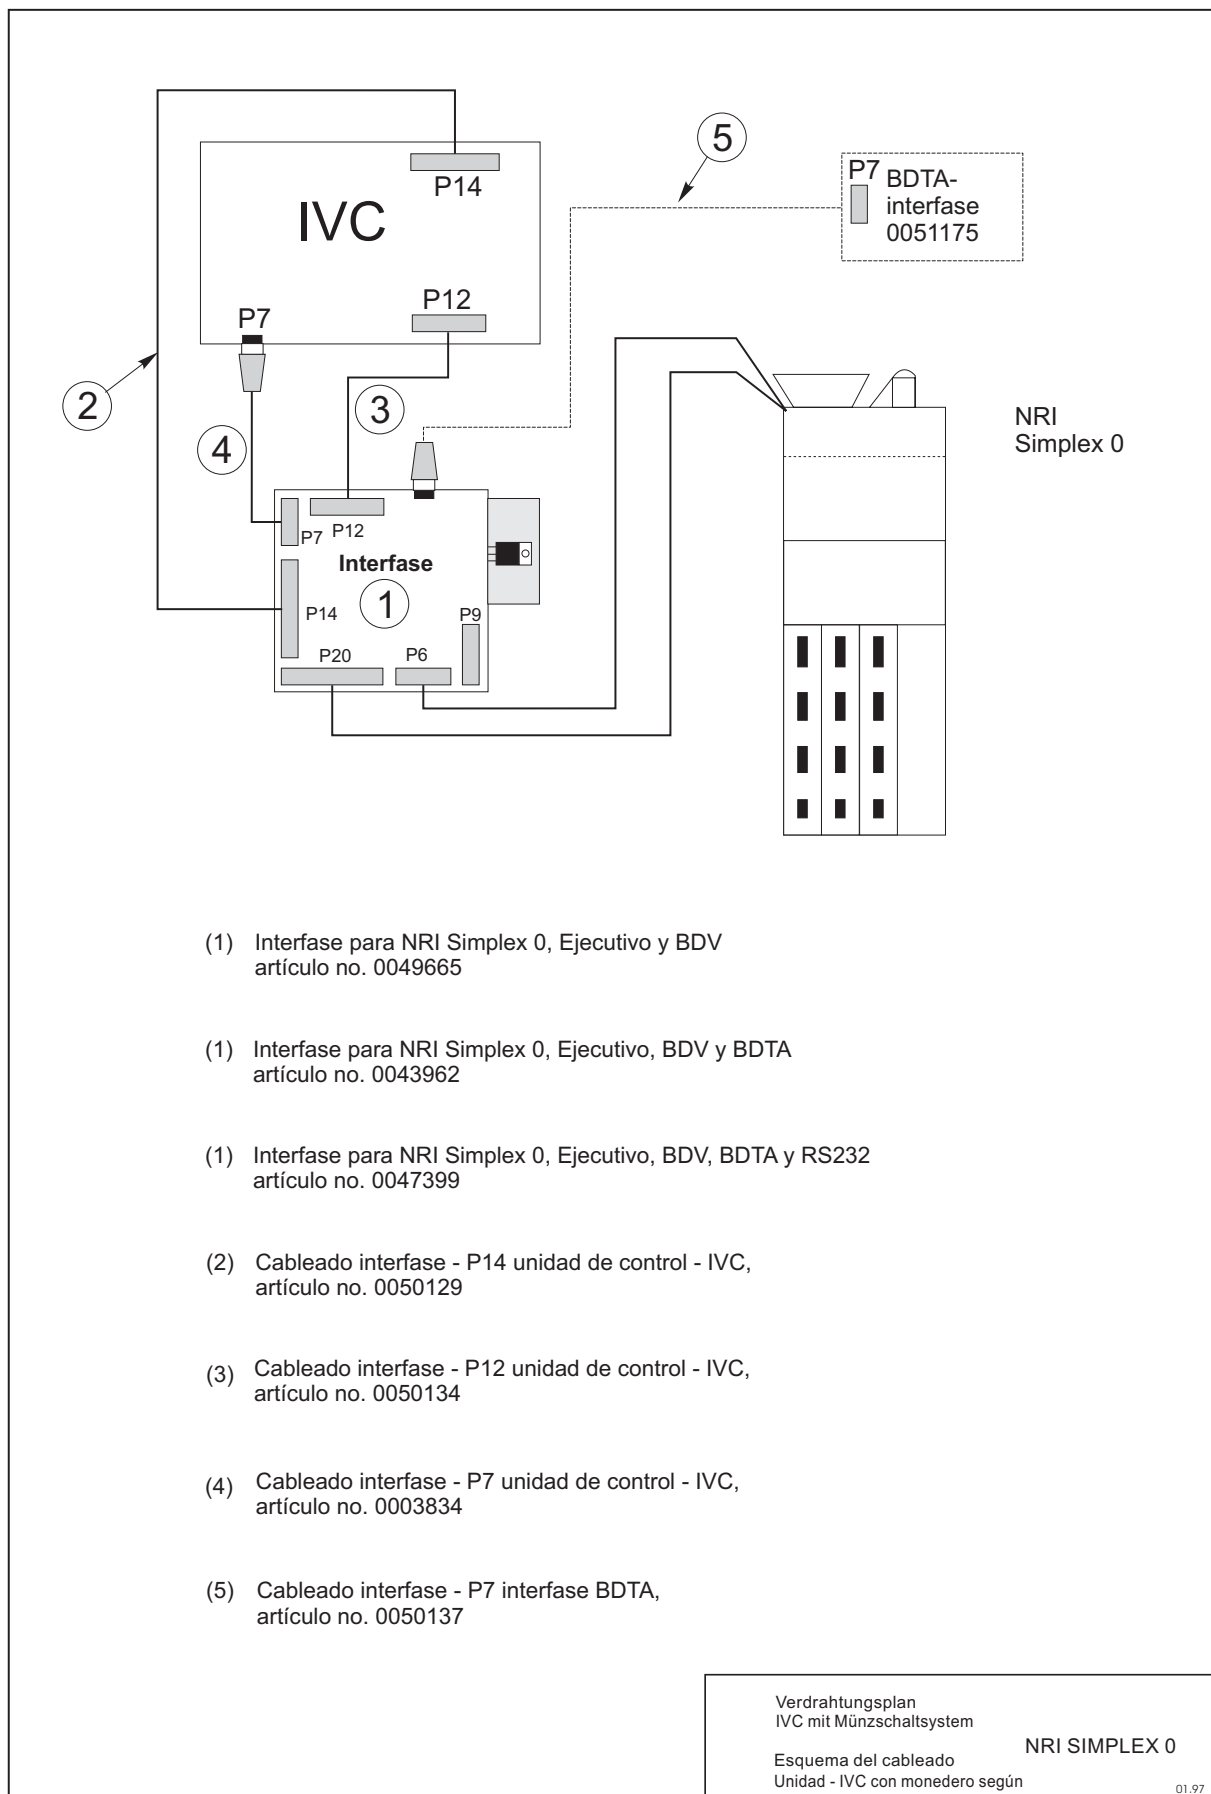 5
P14
P7 BDTA-
interfase
0051175
IVC
P12
P7
2
3
NRI
Simplex 0
4
P7
P12
Interfase
1
P14
P9
P20
P6
(1) Interfase para NRI Simplex 0, Ejecutivo y BDV
artículo no. 0049665
(1) Interfase para NRI Simplex 0, Ejecutivo, BDV y BDTA
artículo no. 0043962
(1) Interfase para NRI Simplex 0, Ejecutivo, BDV, BDTA y RS232
artículo no. 0047399
(2) Cableado interfase - P14 unidad de control - IVC,
artículo no. 0050129
(3) Cableado interfase - P12 unidad de control - IVC,
artículo no. 0050134
(4) Cableado interfase - P7 unidad de control - IVC,
artículo no. 0003834
(5) Cableado interfase - P7 interfase BDTA,
artículo no. 0050137
Verdrahtungsplan
IVC mit Münzschaltsystem
NRI SIMPLEX 0
Esquema del cableado
Unidad - IVC con monedero según
01.97